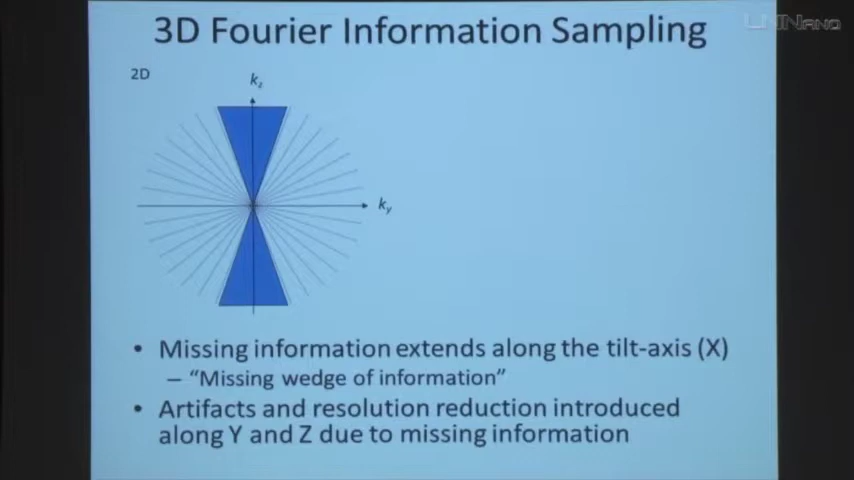 LNNano
3D Fourier Information Sampling
2D
kz
ky
• Missing information extends along the tilt-axis (X)
– “Missing wedge of information”
• Artifacts and resolution reduction introduced
along Y and Z due to missing information